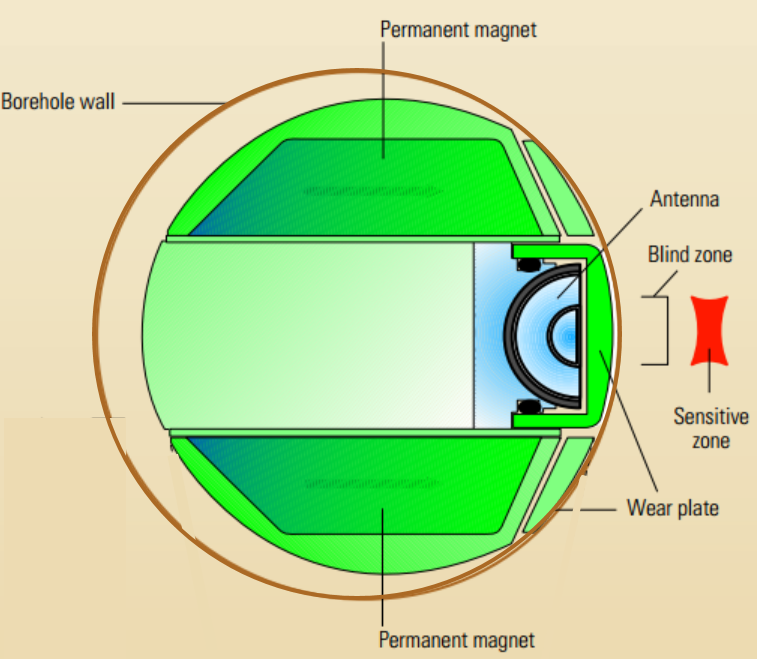 Permanent magnet
Borehole wall
Antenna
Blind zone
Sensitive
zone
Wear plate
Permanent magnet